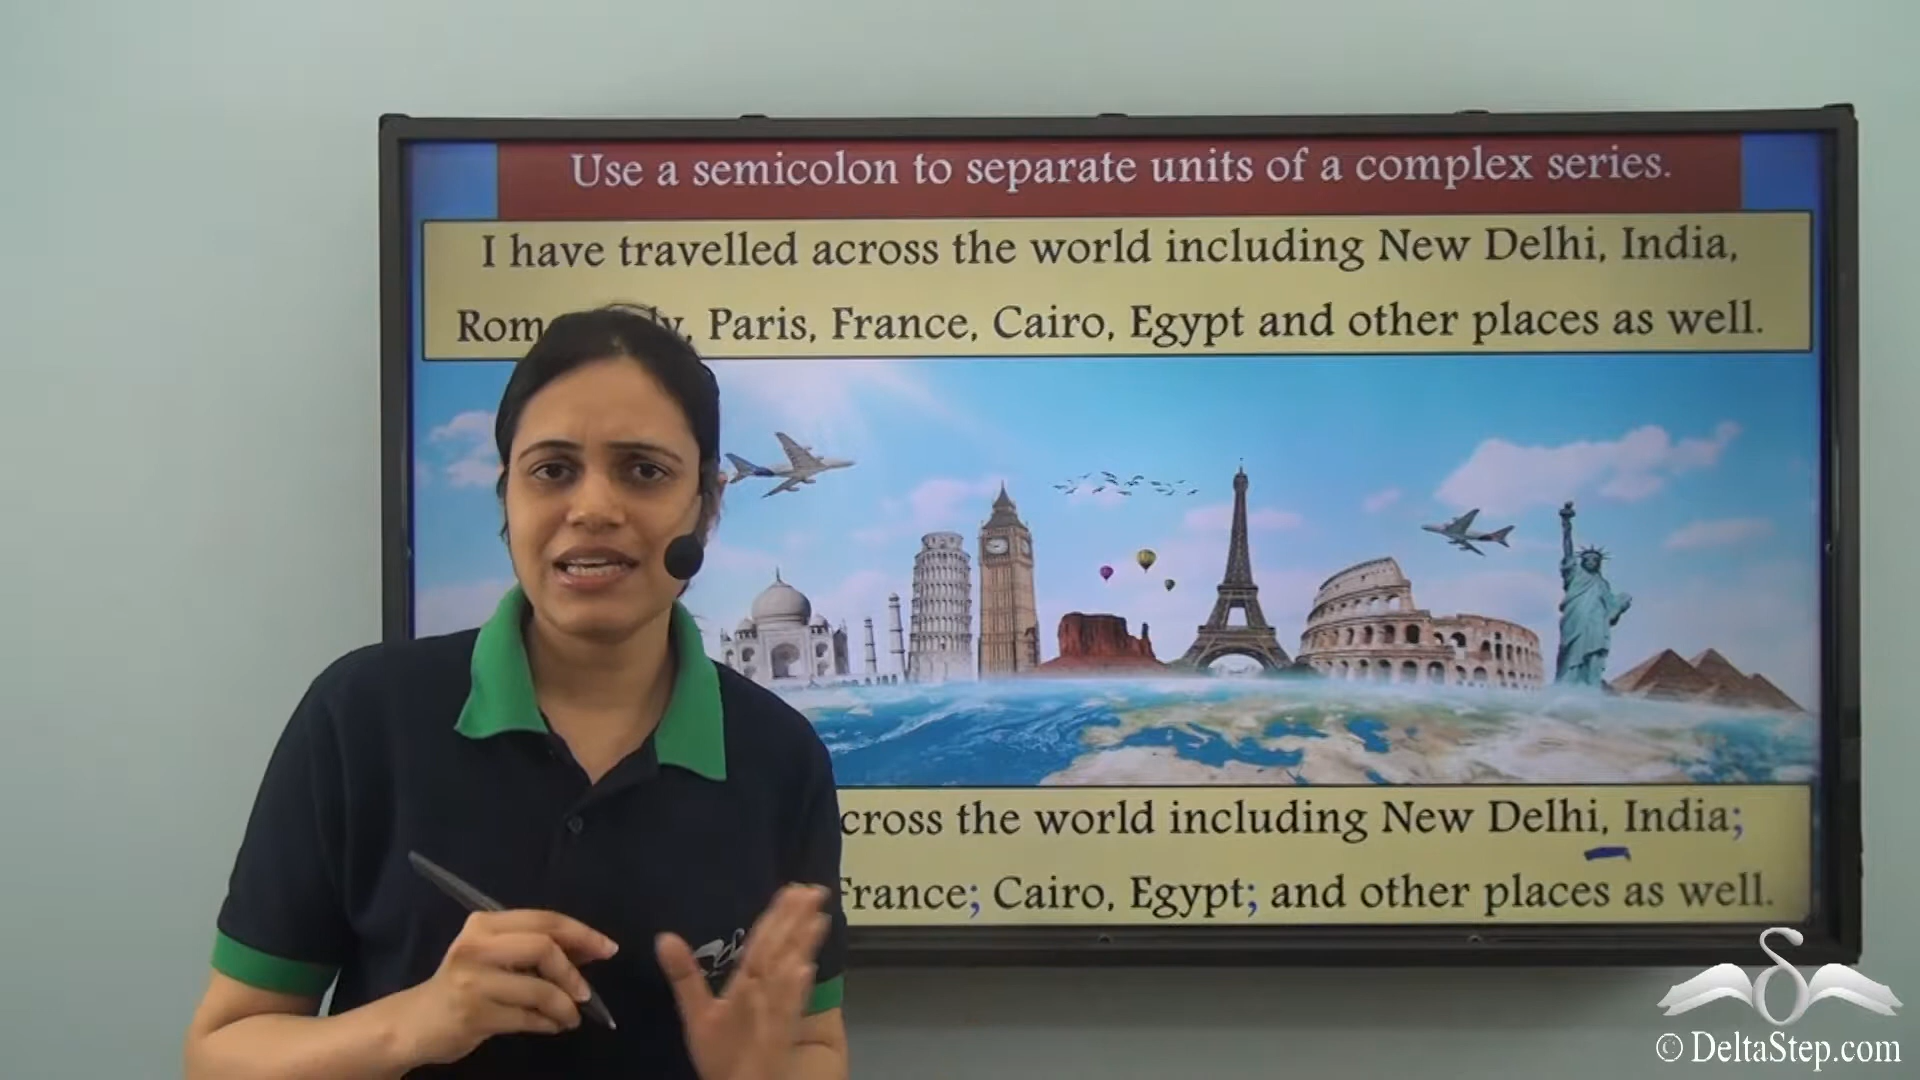 Use a semicolon to separate units of a complex series.
I have travelled across the world including New Delhi, India,
Paris, France, Cairo, Egypt and other places as well.
the world including New Delhi, India;
France; Cairo, Egypt; and other places as well.
© DeltaStep.com